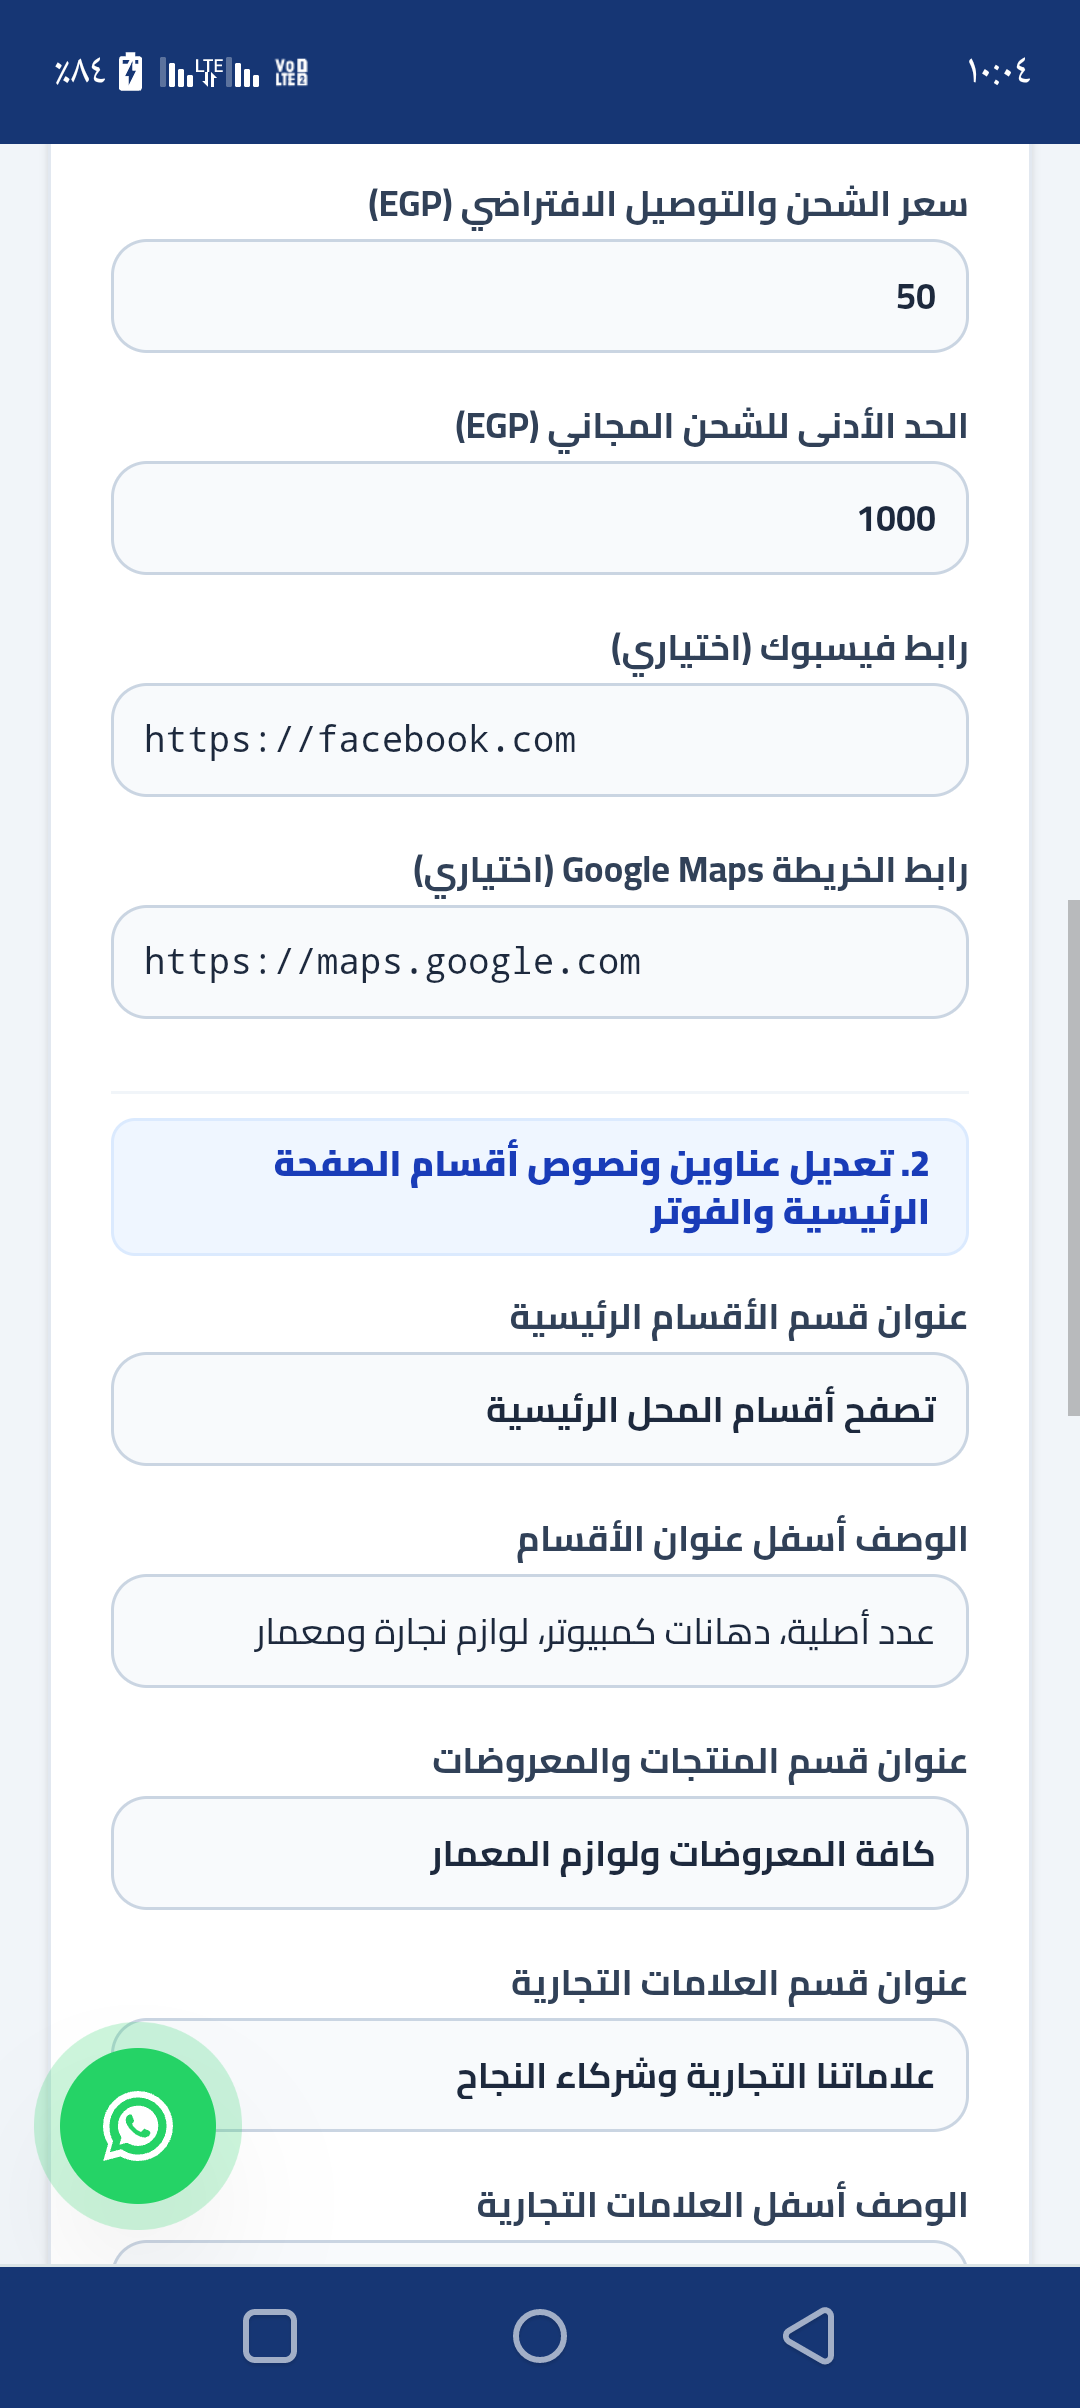 ٪٨٤ LTE VoLTE 1 2 ١٠:٠٤
سعر الشحن والتوصيل الافتراضي (EGP)
50
الحد الأدنى للشحن المجاني (EGP)
1000
رابط فيسبوك (اختياري)
https://facebook.com
رابط الخريطة Google Maps (اختياري)
https://maps.google.com
2. تعديل عناوين ونصوص أقسام الصفحة
الرئيسية والفوتر
عنوان قسم الأقسام الرئيسية
تصفح أقسام المحل الرئيسية
الوصف أسفل عنوان الأقسام
عدد أصلية، دهانات كمبيوتر، لوازم نجارة ومعمار
عنوان قسم المنتجات والمعروضات
كافة المعروضات ولوازم المعمار
عنوان قسم العلامات التجارية
علاماتنا التجارية وشركاء النجاح
الوصف أسفل العلامات التجارية